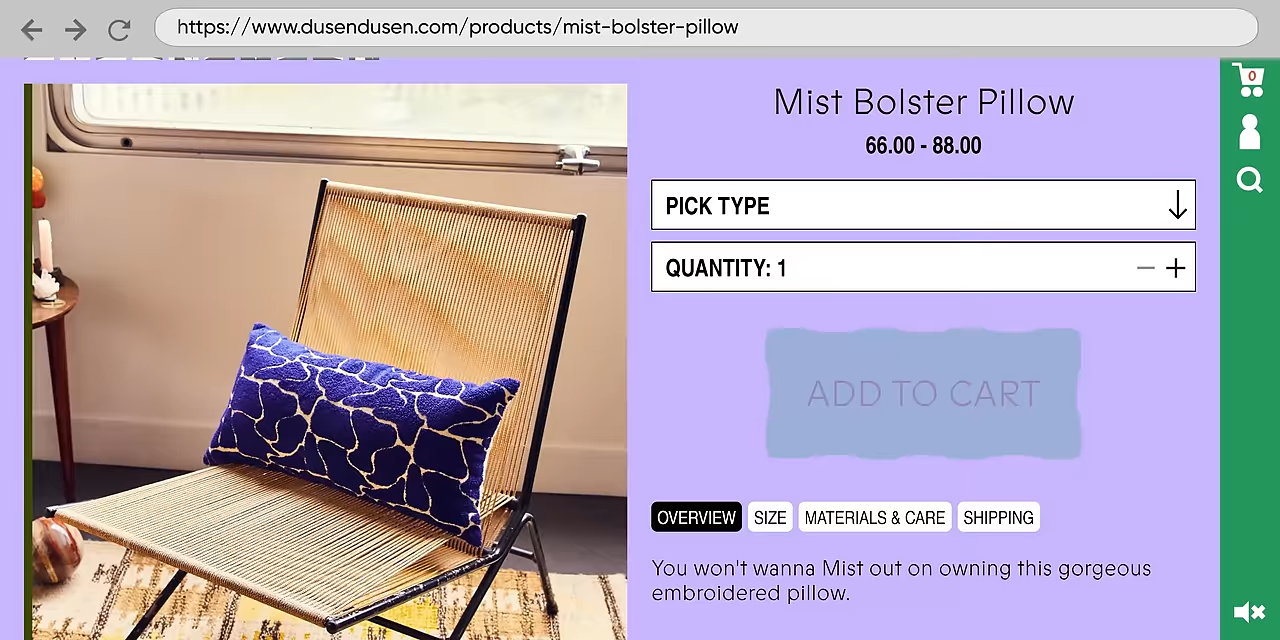 https://www.dusendusen.com/products/mist-bolster-pillow
0
Mist Bolster Pillow
66.00 - 88.00
PICK TYPE
QUANTITY: 1
ADD TO CART
OVERVIEW SIZE MATERIALS & CARE SHIPPING
You won't wanna Mist out on owning this gorgeous
embroidered pillow.